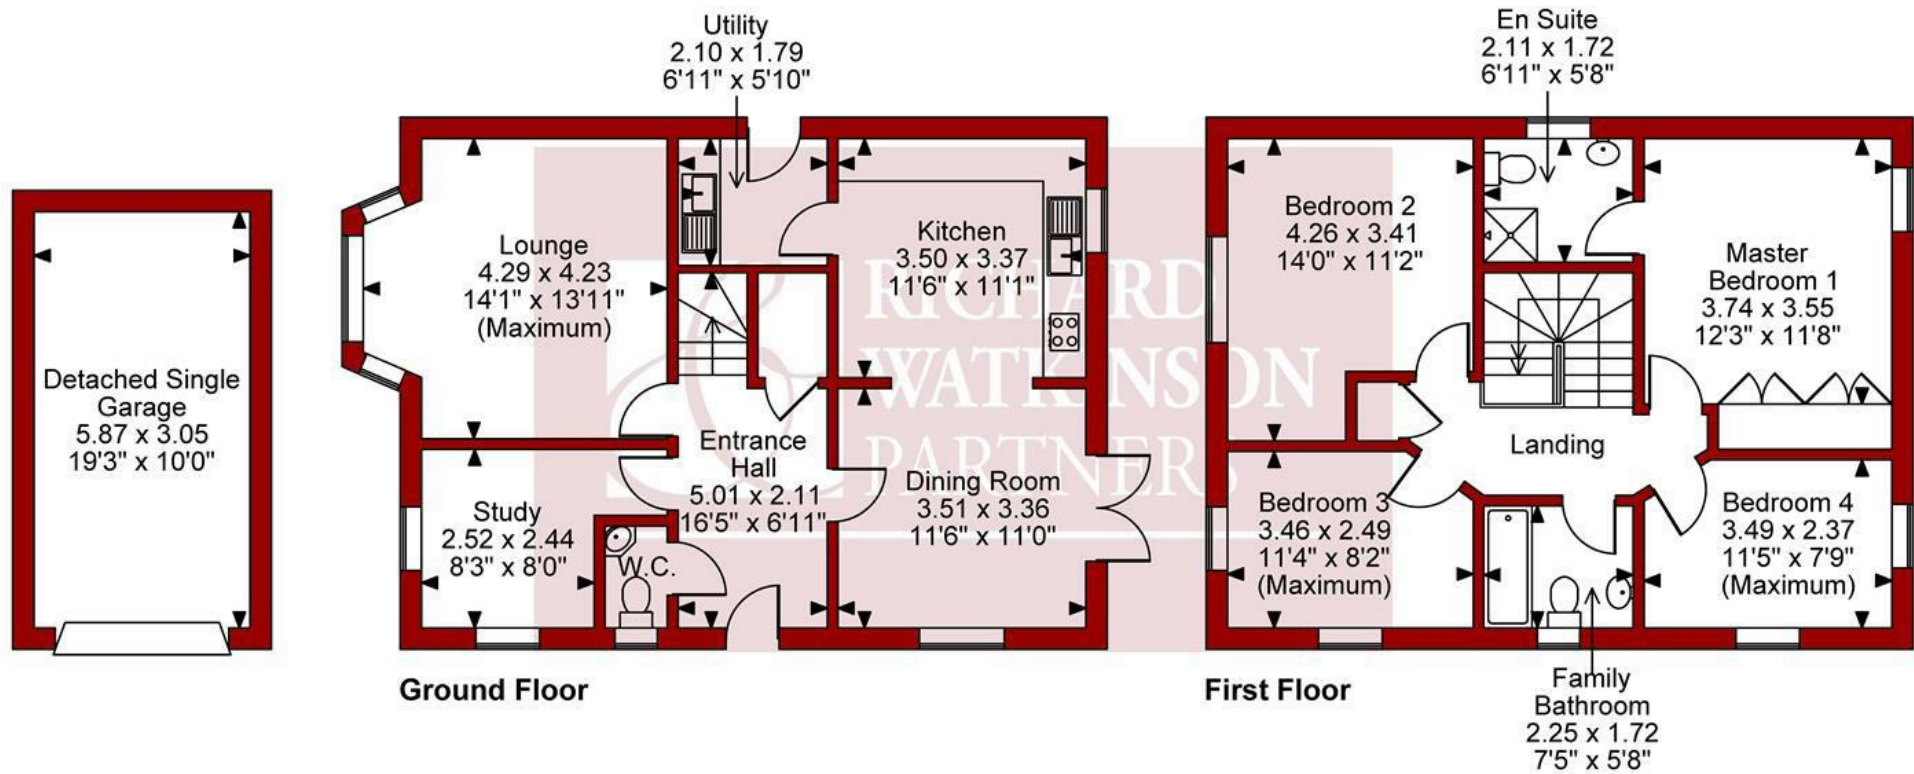 Utility
2.10 x 1.79
6'11" x 5'10"
En Suite
2.11 x 1.72
6'11" x 5'8"
Lounge
4.29 x 4.23
14'1" x 13'11"
(Maximum)
Kitchen
3.50 x 3.37
11'6" x 11'1"
Bedroom 2
4.26 x 3.41
14'0" x 11'2"
Master
Bedroom 1
3.74 x 3.55
12'3" x 11'8"
RICHARD
WATKINSON
PARTNERS
Detached Single
Garage
5.87 x 3.05
19'3" x 10'0"
Entrance
Hall
5.01 x 2.11
16'5" x 6'11"
Landing
Study
2.52 x 2.44
8'3" x 8'0"
W.C.
Dining Room
3.51 x 3.36
11'6" x 11'0"
Bedroom 3
3.46 x 2.49
11'4" x 8'2"
(Maximum)
Bedroom 4
3.49 x 2.37
11'5" x 7'9"
(Maximum)
Ground Floor
First Floor
Family
Bathroom
2.25 x 1.72
7'5" x 5'8"